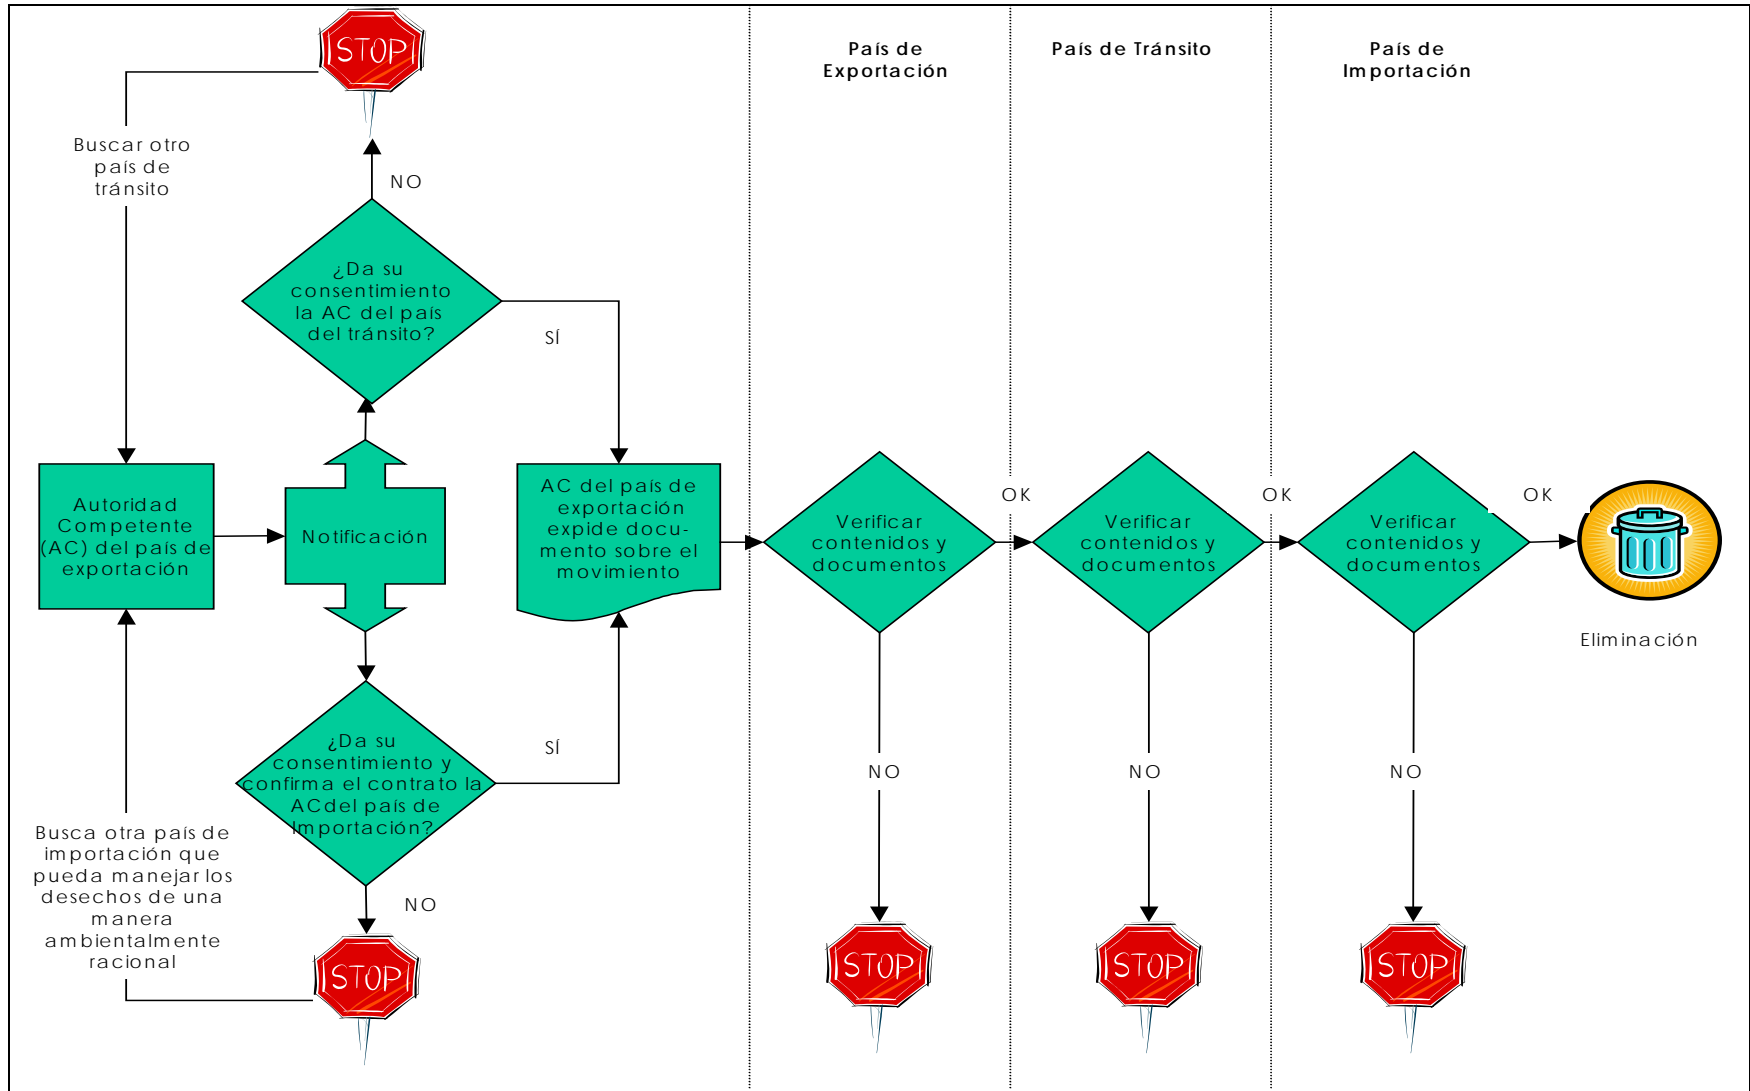 STOP
País de
Exportación
País de Tránsito
País de
Importación
Buscar otro
país de
tránsito
NO
¿Da su
consentimiento
la AC del país
del tránsito?
SÍ
Autoridad
Competente
(AC) del país de
exportación
Notificación
AC del país de
exportación
expide docu-
mento sobre el
movimiento
Verificar
contenidos y
documentos
OK
Verificar
contenidos y
documentos
OK
Verificar
contenidos y
documentos
OK
Eliminación
¿Da su
consentimiento y
confirma el contrato la
ACdel país de
Importación?
SÍ
NO
NO
NO
Busca otra país de
importación que
pueda manejar los
desechos de una
manera
ambientalmente
racional
NO
STOP
STOP
STOP
STOP